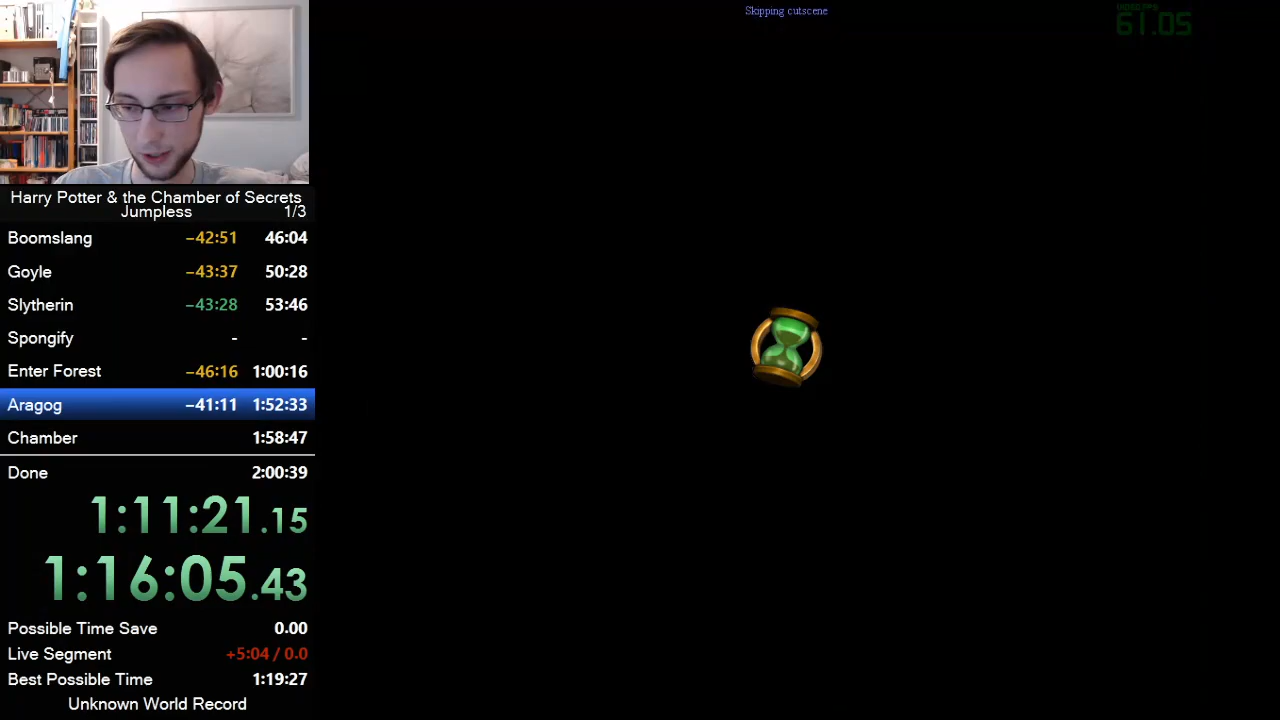 Skipping cutscene
61.05
Harry Potter & the Chamber of Secrets
Jumpless 1/3
Boomslang -42:51 46:04
Goyle -43:37 50:28
Slytherin -43:28 53:46
Spongify - -
Enter Forest -46:16 1:00:16
Aragog -41:11 1:52:33
Chamber 1:58:47
Done 2:00:39
1:11:21.15
1:16:05.43
Possible Time Save 0.00
Live Segment +5:04 / 0.0
Best Possible Time 1:19:27
Unknown World Record